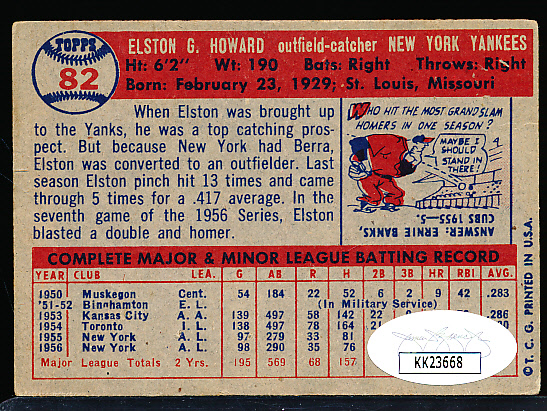 TOPPS
82
ELSTON G. HOWARD outfield-catcher NEW YORK YANKEES
Ht: 6'2" Wt: 190 Bats: Right Throws: Right
Born: February 23, 1929; St. Louis, Missouri
When Elston was brought up
to the Yanks, he was a top catching pros-
pect. But because New York had Berra,
Elston was converted to an outfielder. Last
season Elston pinch hit 13 times and came
through 5 times for a .417 average. In the
seventh game of the 1956 Series, Elston
blasted a double and homer.
WHO HIT THE MOST GRAND SLAM
HOMERS IN ONE SEASON?
MAYBE I
SHOULD
STAND IN
THERE!
ANSWER: ERNIE BANKS,
CUBS 1955—5.
COMPLETE MAJOR & MINOR LEAGUE BATTING RECORD
YEAR CLUB LEA. G AB R H 2B 3B HR RBI AVG.
1950 Muskegon Cent. 54 184 22 52 6 2 9 42 .283
'51-52 Binghamton E. L. (In Military Service)
1953 Kansas City A. A. 139 497 58 142 .286
1954 Toronto I. L. 138 497 78 16
1955 New York A. L. 97 279 33 81
1956 New York A. L. 98 290 35 76
Major League Totals 2 Yrs. 195 569 68 157
KK23668
© T. C. G. PRINTED IN U.S.A.